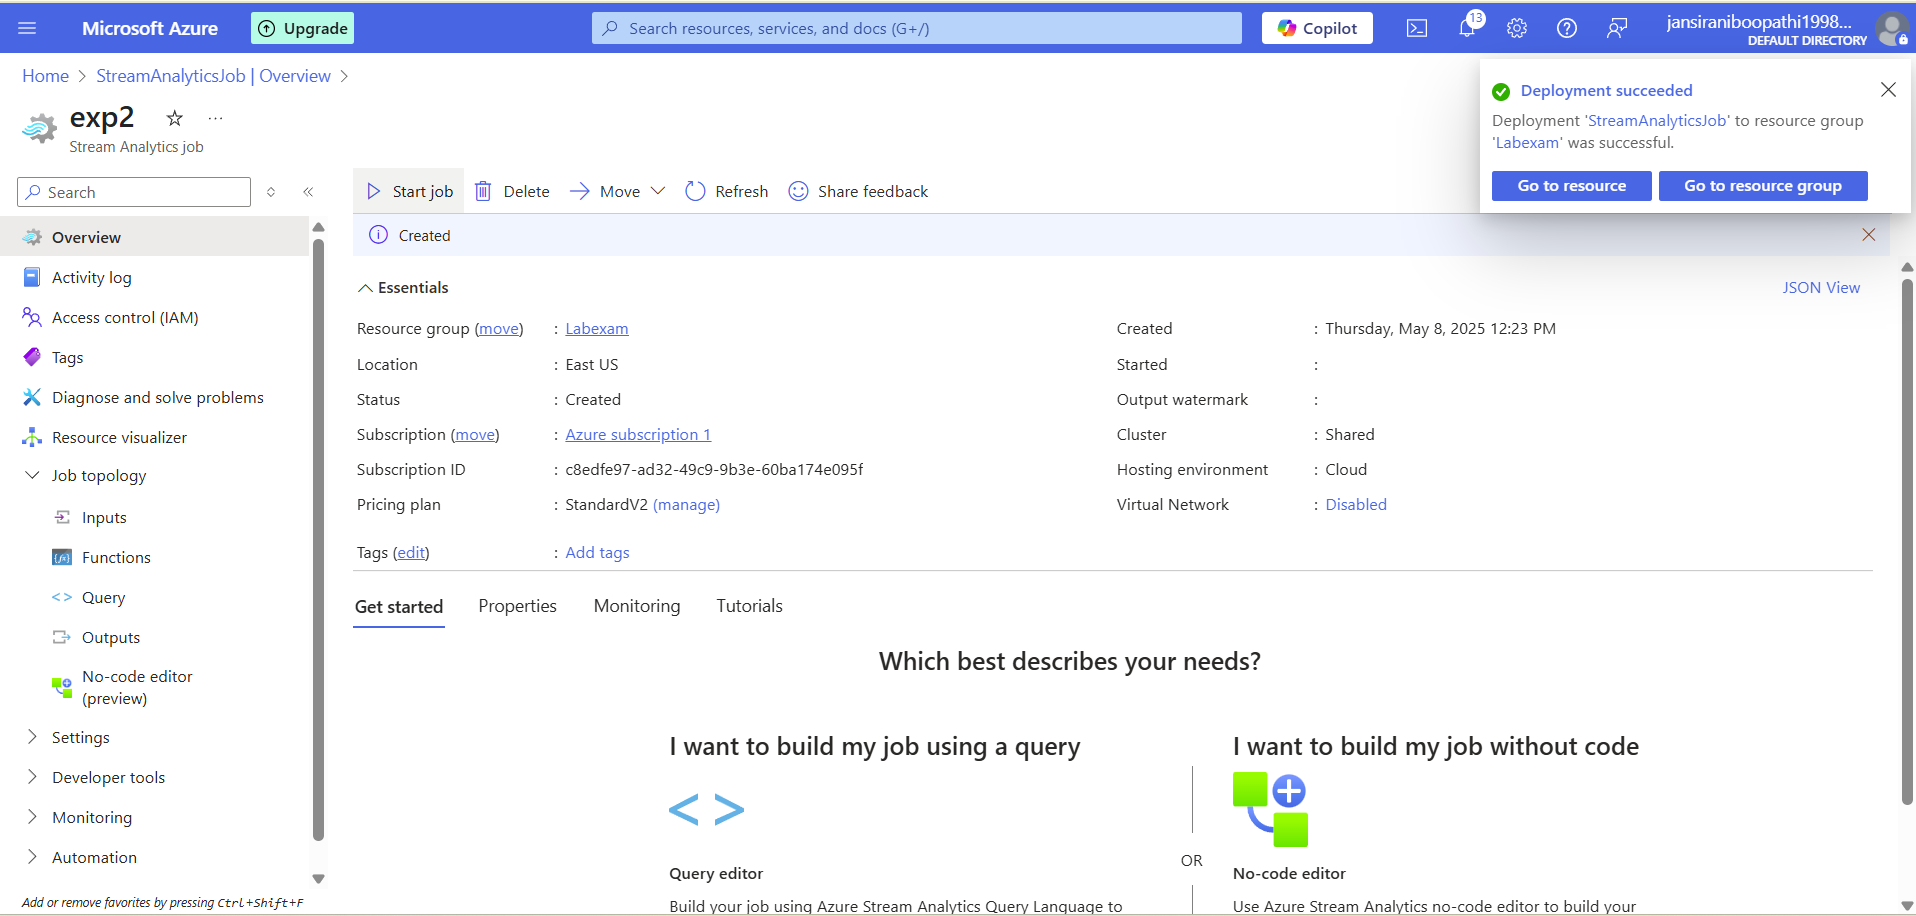 Microsoft Azure
Upgrade
Search resources, services, and docs (G+/)
Copilot
13
jansiraniboopathi1998...
DEFAULT DIRECTORY
Home > StreamAnalyticsJob | Overview >
exp2
...
Stream Analytics job
Deployment succeeded
Deployment 'StreamAnalyticsJob' to resource group
'Labexam' was successful.
Go to resource
Go to resource group
Search
Start job
Delete
Move
Refresh
Share feedback
Created
Overview
Activity log
Access control (IAM)
Tags
Diagnose and solve problems
Resource visualizer
Job topology
Inputs
Functions
Query
Outputs
No-code editor
(preview)
Settings
Developer tools
Monitoring
Automation
Add or remove favorites by pressing Ctrl+Shift+F
Essentials
JSON View
Resource group (move) : Labexam
Location : East US
Status : Created
Subscription (move) : Azure subscription 1
Subscription ID : c8edfe97-ad32-49c9-9b3e-60ba174e095f
Pricing plan : StandardV2 (manage)
Tags (edit) : Add tags
Created : Thursday, May 8, 2025 12:23 PM
Started :
Output watermark :
Cluster : Shared
Hosting environment : Cloud
Virtual Network : Disabled
Get started
Properties
Monitoring
Tutorials
Which best describes your needs?
I want to build my job using a query
< >
Query editor
Build your job using Azure Stream Analytics Query Language to
OR
I want to build my job without code
No-code editor
Use Azure Stream Analytics no-code editor to build your